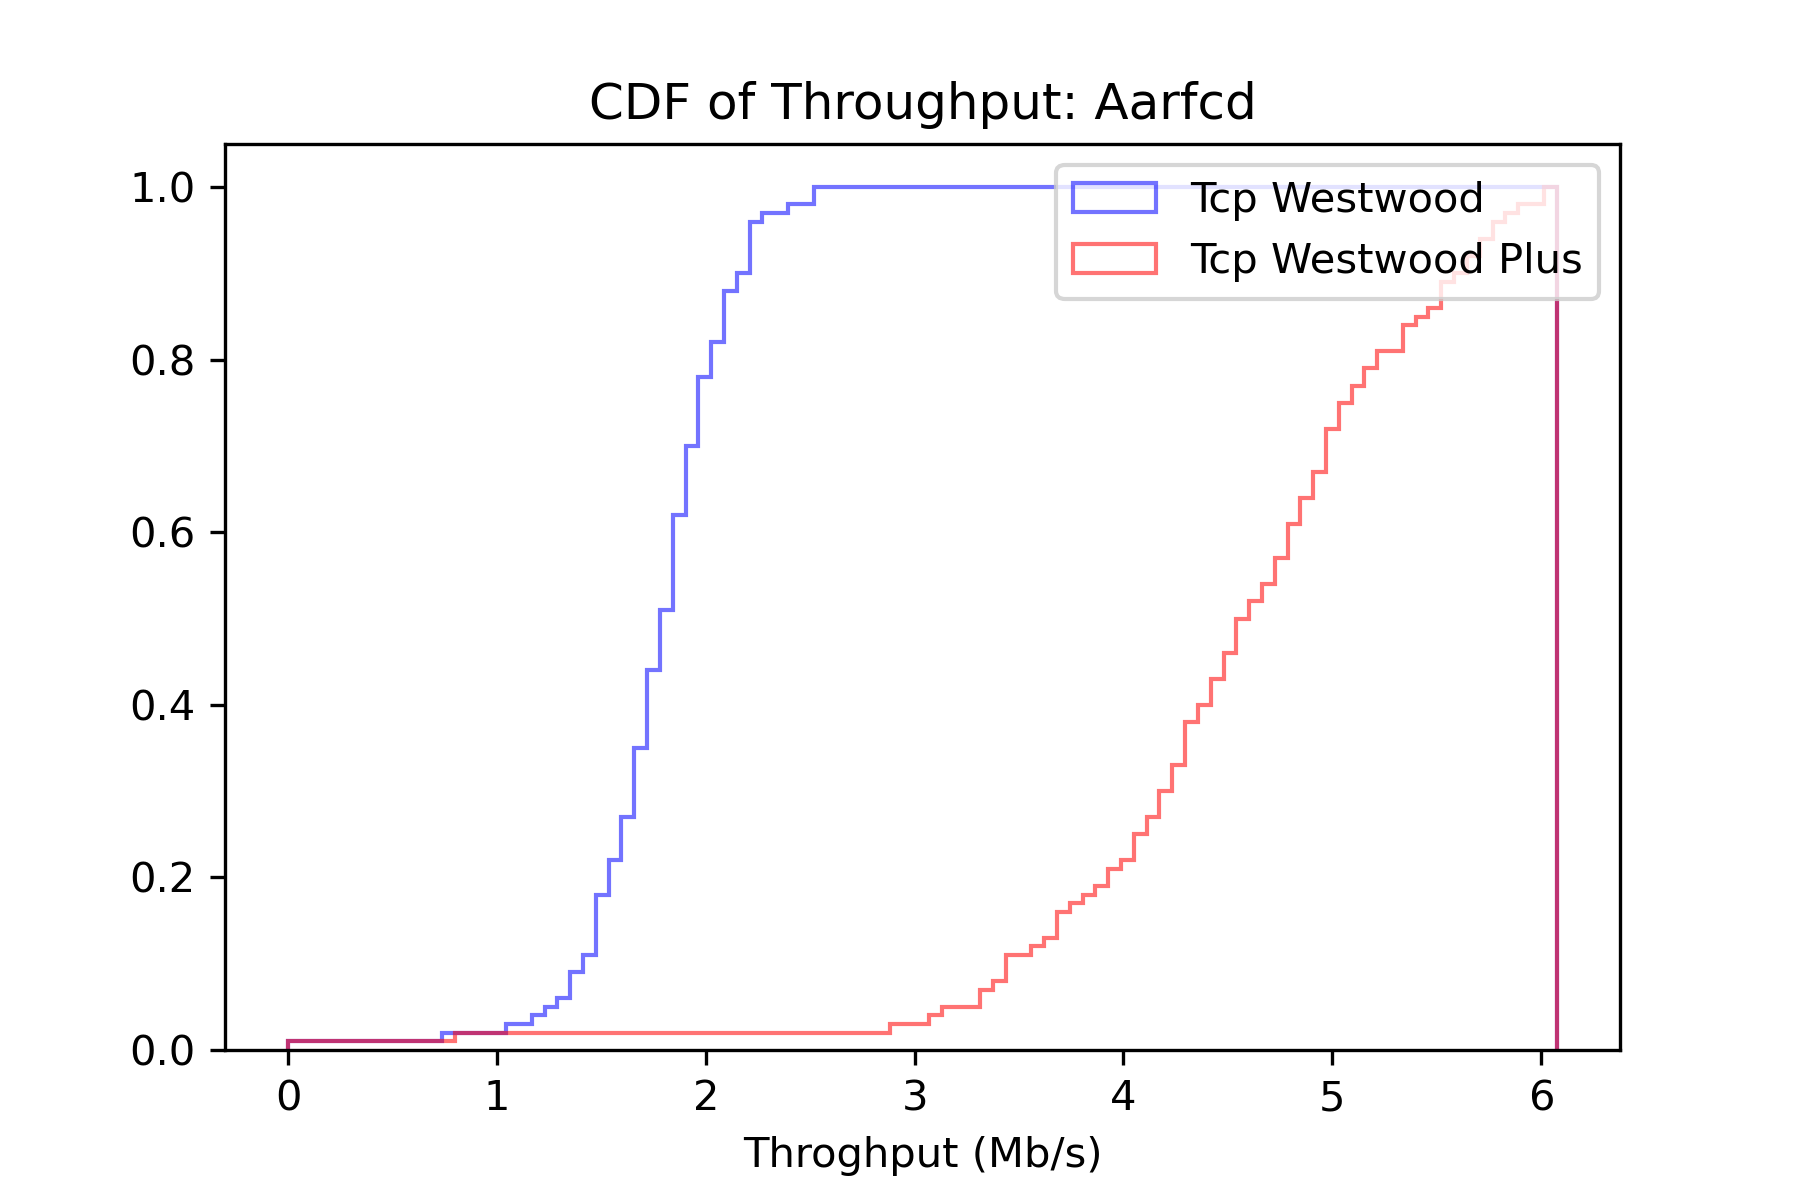 CDF of Throughput: Aarfcd
1.0
0.8
0.6
0.4
0.2
0.0
Tcp Westwood
Tcp Westwood Plus
0 1 2 3 4 5 6
Throghput (Mb/s)